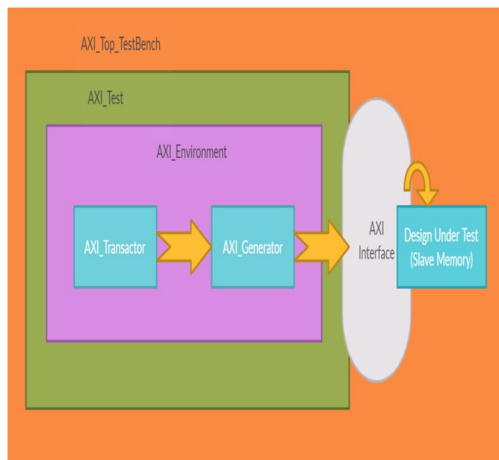 AXI_Top_TestBench
AXI_Test
AXI_Environment
AXI_Transactor
AXI_Generator
AXI
Interface
Design Under Test
(Slave Memory)